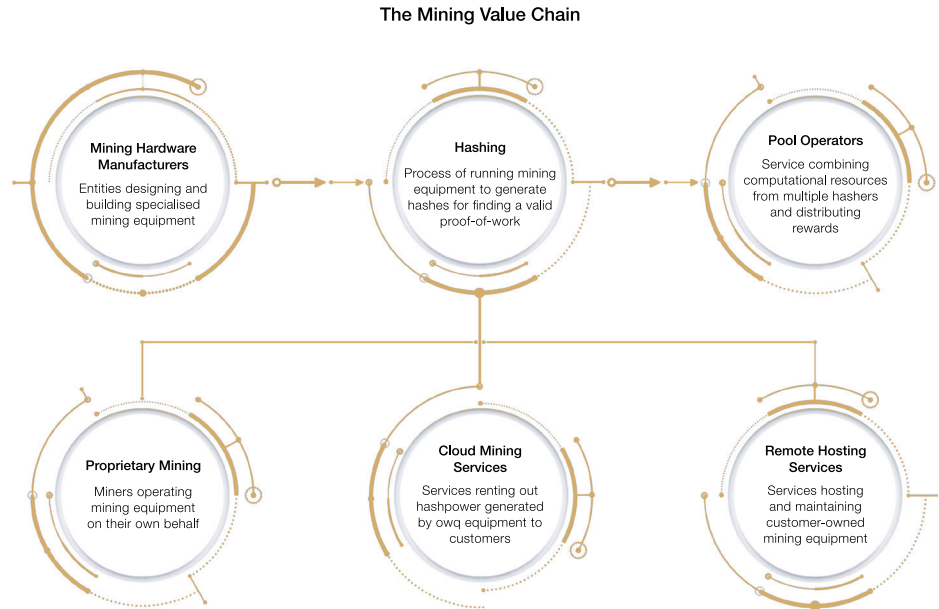 The Mining Value Chain
Mining Hardware
Manufacturers
Entities designing and
building specialised
mining equipment
Hashing
Process of running mining
equipment to generate
hashes for finding a valid
proof-of-work
Pool Operators
Service combining
computational resources
from multiple hashers
and distributing
rewards
Proprietary Mining
Miners operating
mining equipment
on their own behalf
Cloud Mining
Services
Services renting out
hashpower generated
by owq equipment to
customers
Remote Hosting
Services
Services hosting
and maintaining
customer-owned
mining equipment